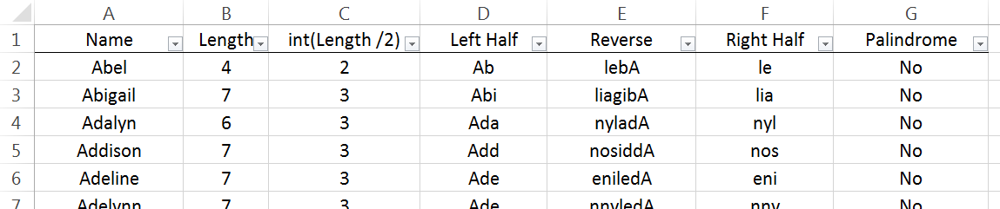 A B C D E F G
1 Name Length int(Length /2) Left Half Reverse Right Half Palindrome
2 Abel 4 2 Ab lebA le No
3 Abigail 7 3 Abi liagibA lia No
4 Adalyn 6 3 Ada nyladA nyl No
5 Addison 7 3 Add nosiddA nos No
6 Adeline 7 3 Ade eniledA eni No
7 Adelynn 7 3 Ade nnyledA nny No